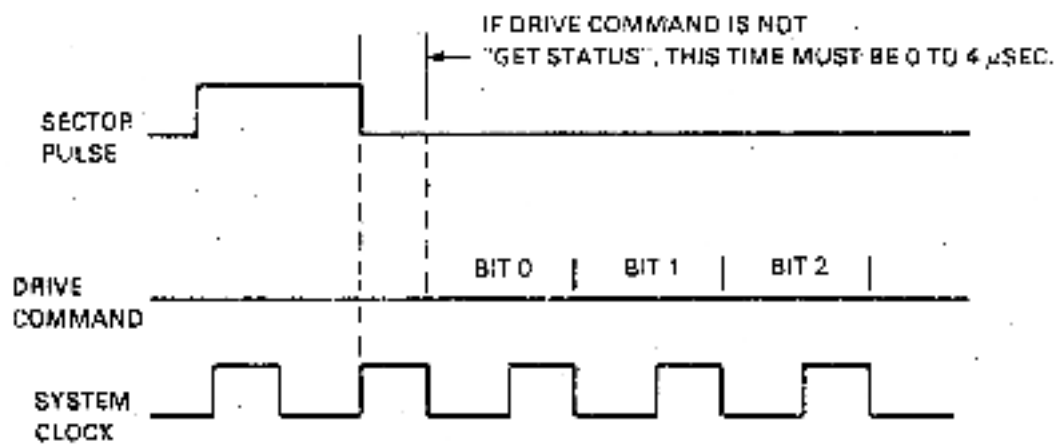 IF DRIVE COMMAND IS NOT
"GET STATUS", THIS TIME MUST BE 0 TO 4 µSEC.
SECTOR
PULSE
BIT 0
BIT 1
BIT 2
DRIVE
COMMAND
SYSTEM
CLOCK